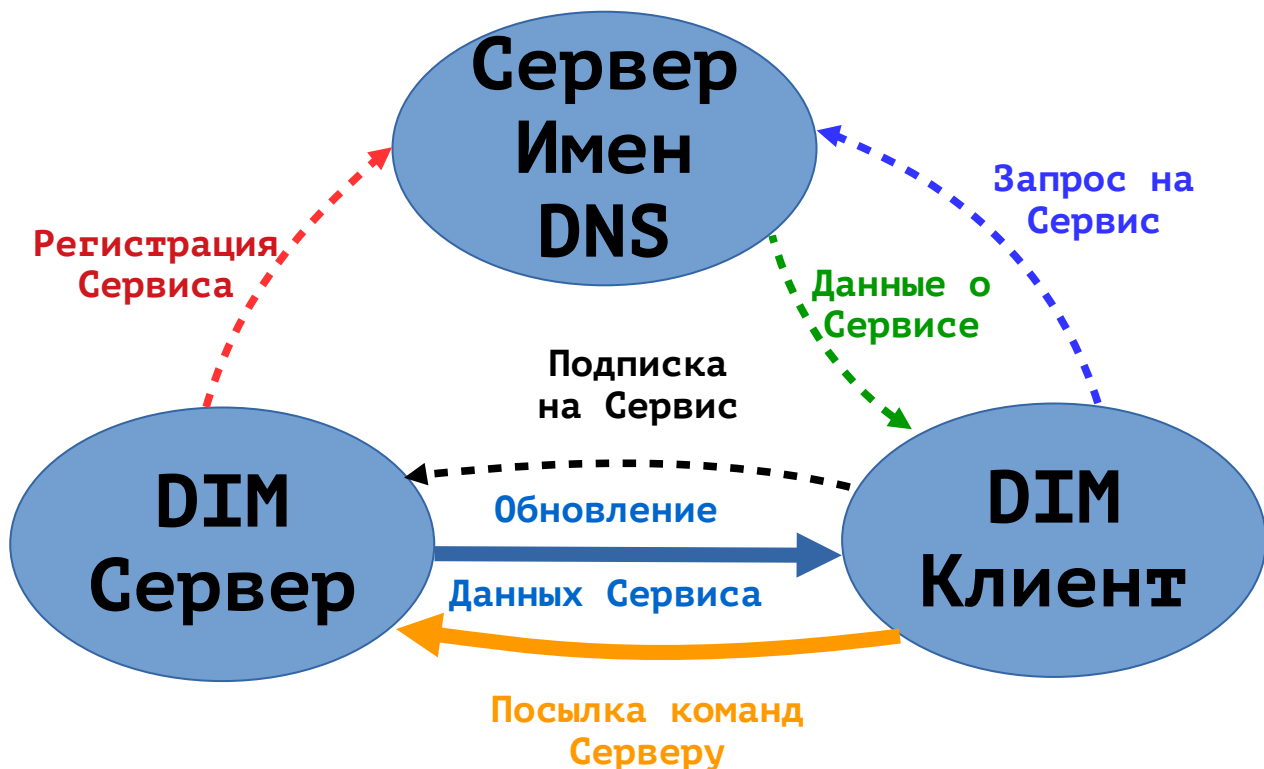 Сервер
Имен
DNS
Запрос на
Сервис
Регистрация
Сервиса
Данные о
Сервисе
Подписка
на Сервис
DIM
Сервер
Обновление
Данных Сервиса
DIM
Клиент
Посылка команд
Серверу